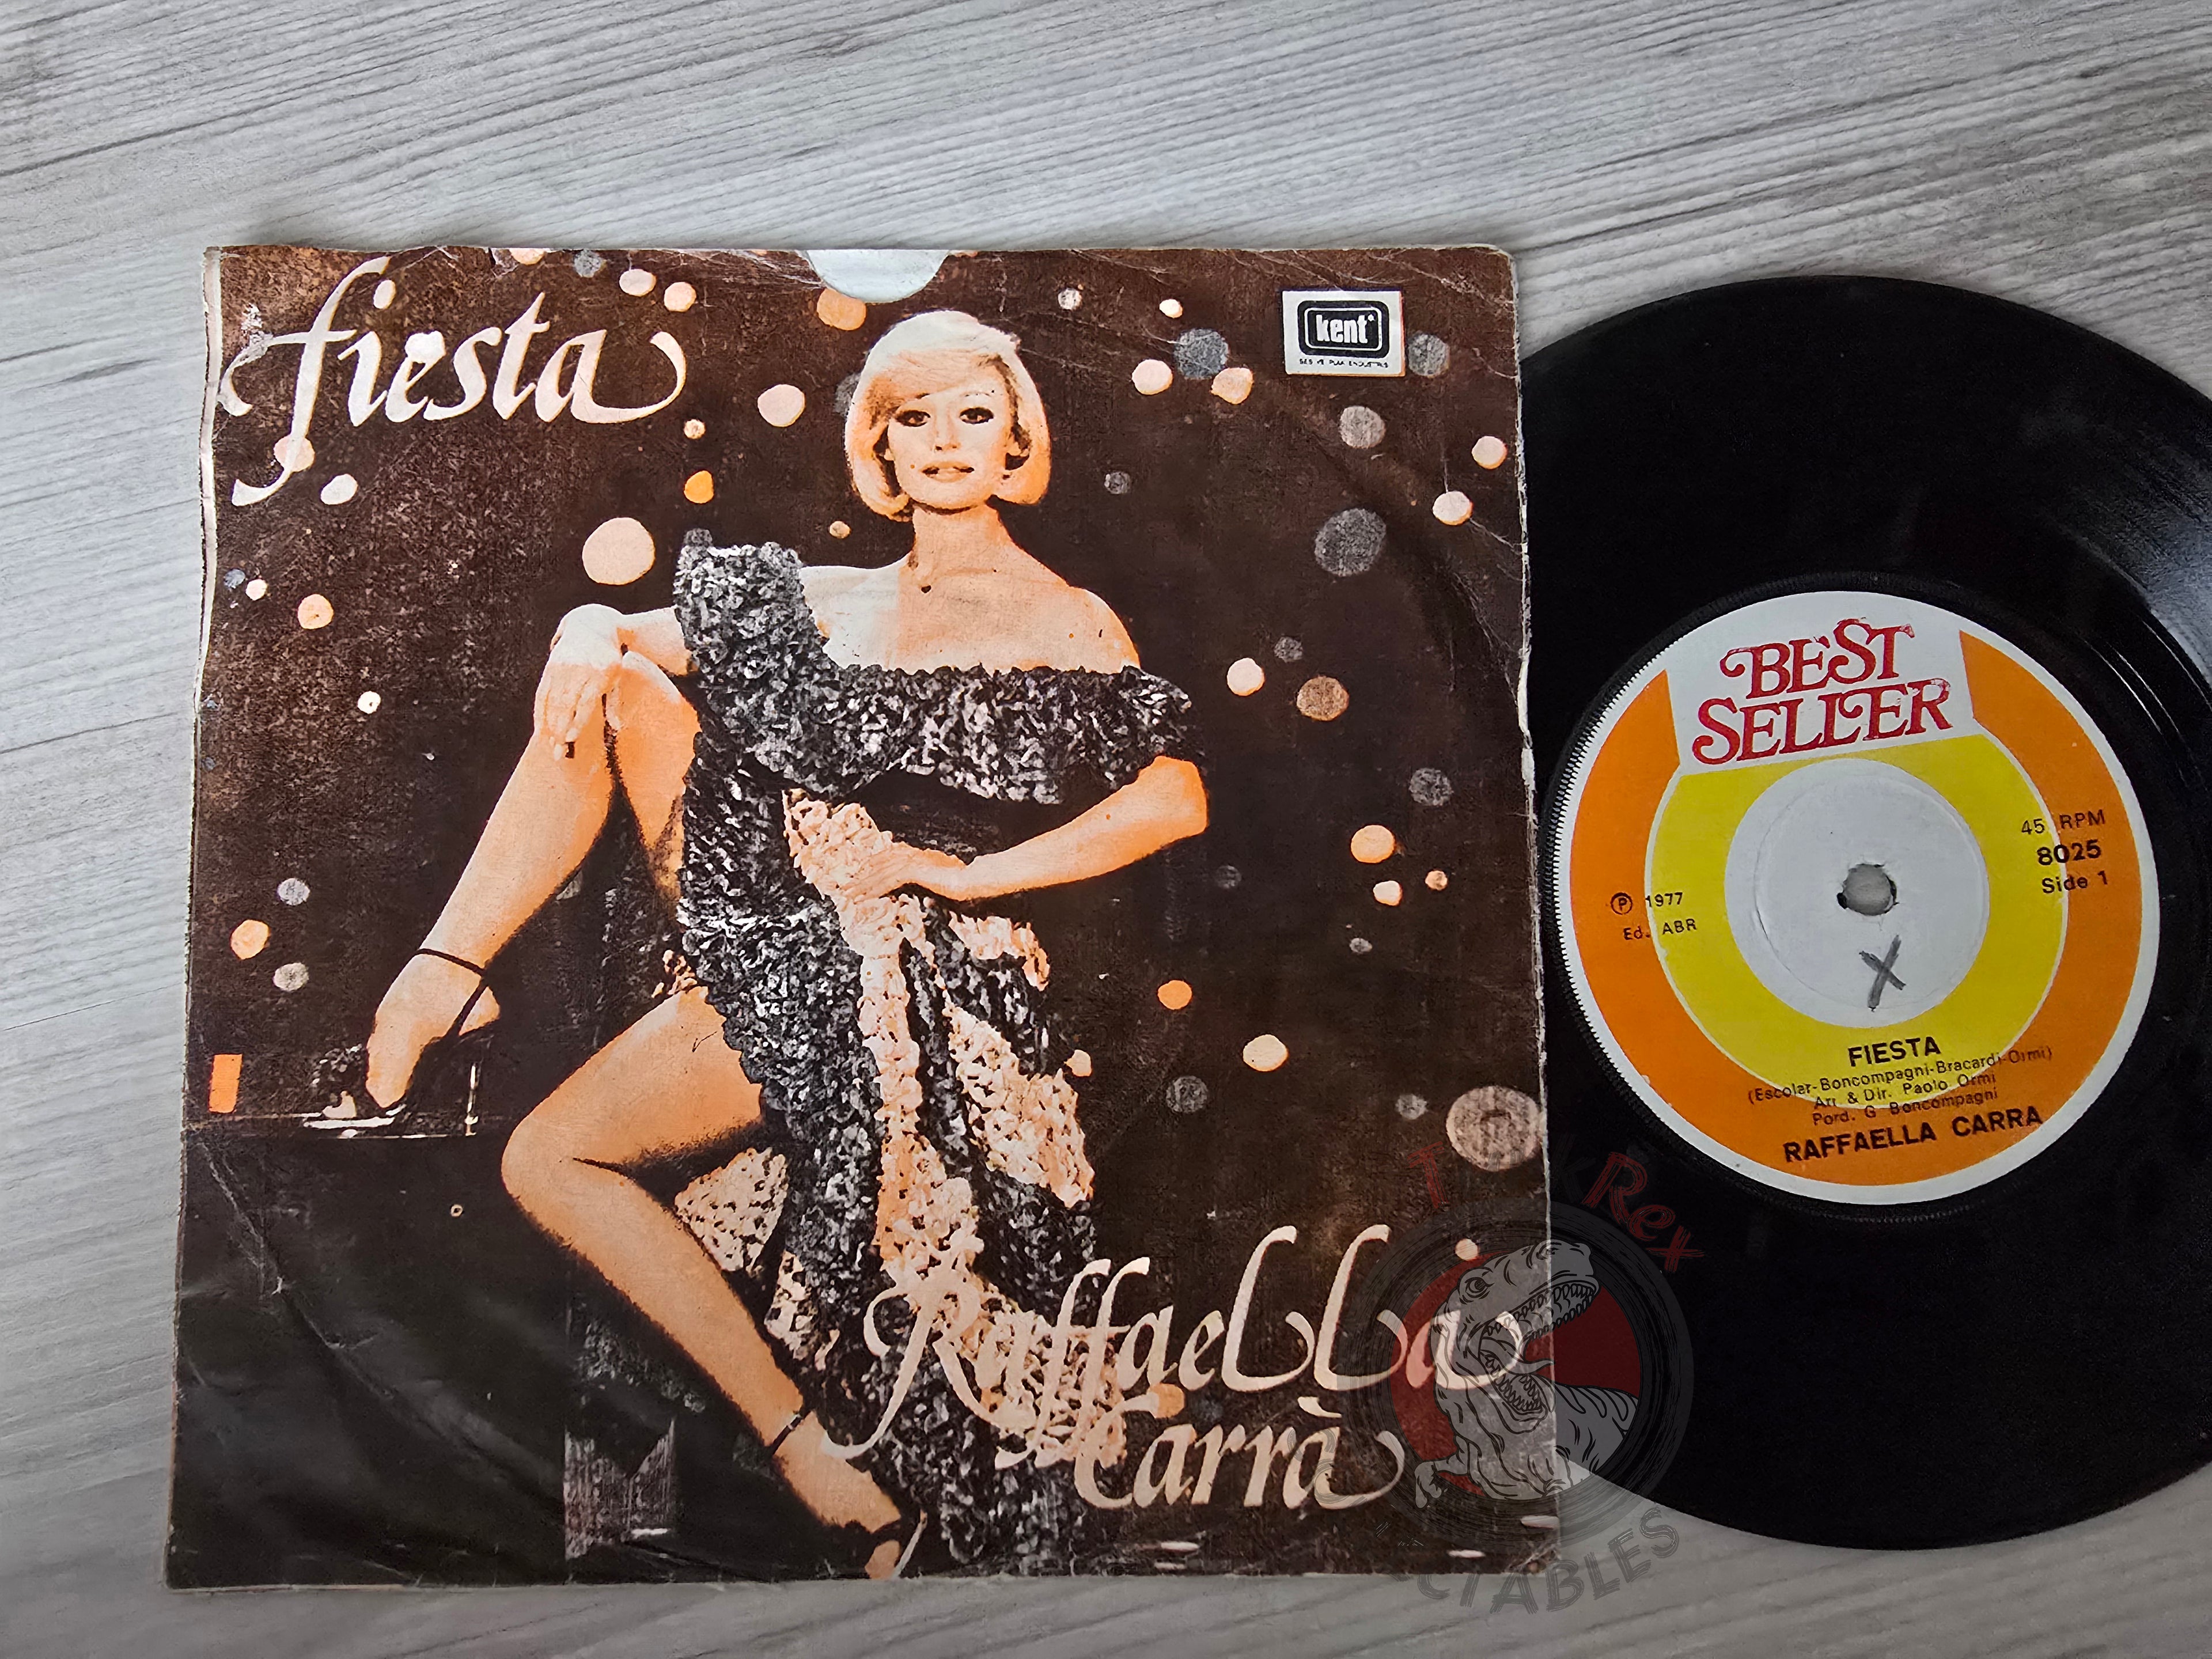 fiesta
kent
Raffaella
Carrà
BEST
SELLER
45 RPM
8025
Side 1
℗ 1977
Ed. ABR
X
FIESTA
(Escolar-Boncompagni-Bracardi-Ormi)
Arr. & Dir. Paolo Ormi
Pord. G Boncompagni
RAFFAELLA CARRA
Rex
CTABLES